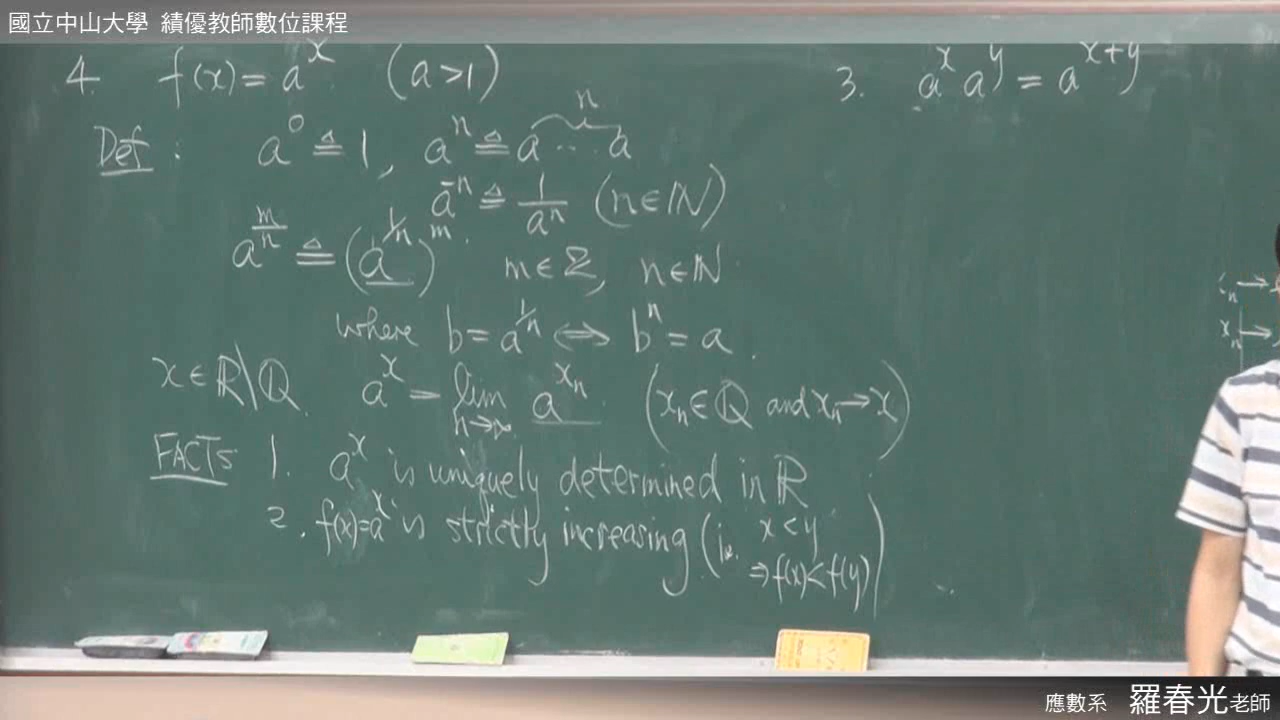 國立中山大學 績優教師數位課程
4. f(x) = a^x (a>1)
Def: a^0 ≜ 1, a^n ≜ a ⋯ a (n)
a^{-n} ≜ 1/a^n (n∈ℕ)
a^{m/n} ≜ (a^{1/n})^m. m∈ℤ, n∈ℕ
where b = a^{1/n} ⟺ b^n = a.
x∈ℝ\ℚ. a^x = lim_{n→∞} a^{x_n}. (x_n∈ℚ and x_n→x)
FACTS 1. a^x is uniquely determined in ℝ
2. f(x)=a^x is strictly increasing (i.e. x<y
⇒f(x)<f(y))
3. a^x a^y = a^{x+y}
x_n →
應數系 羅春光老師